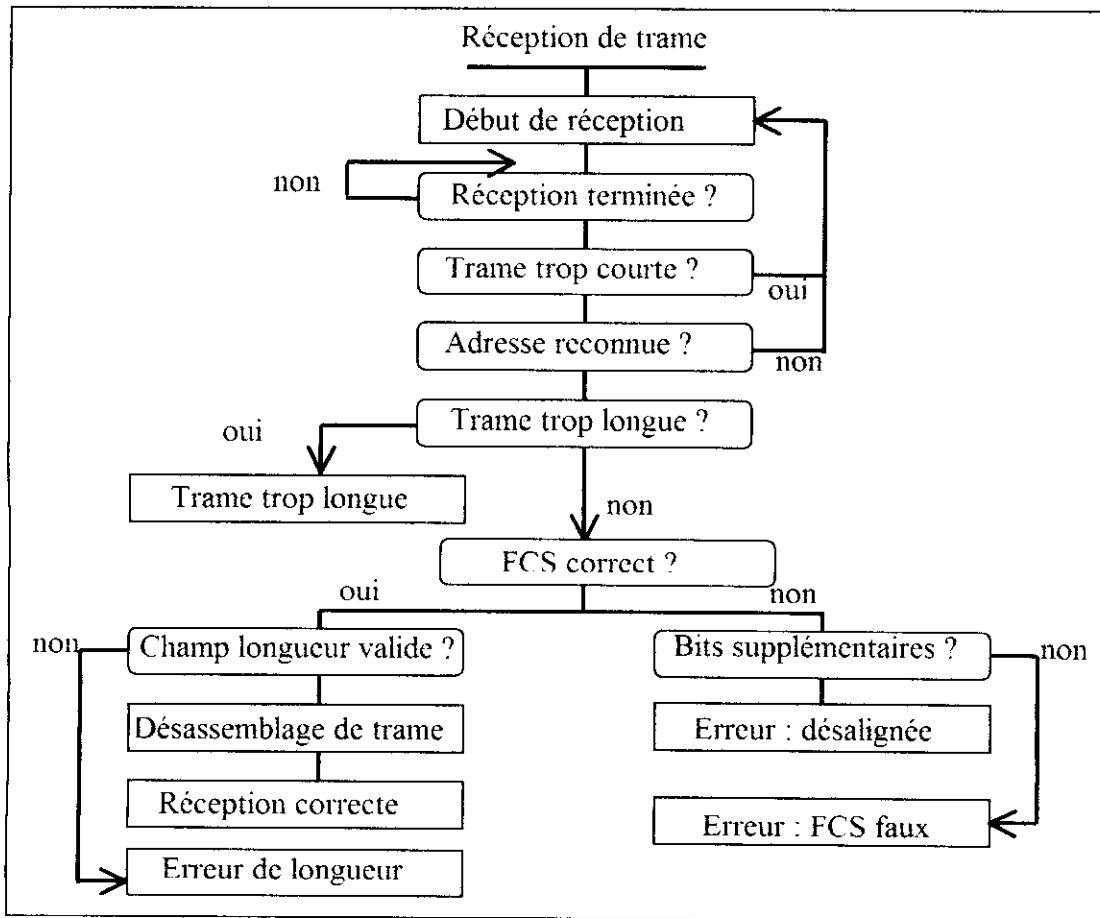 Réception de trame
Début de réception
non
Réception terminée ?
Trame trop courte ?
oui
Adresse reconnue ?
non
Trame trop longue ?
oui
Trame trop longue
non
FCS correct ?
oui
non
non
Champ longueur valide ?
Bits supplémentaires ?
non
Désassemblage de trame
Erreur : désalignée
Réception correcte
Erreur : FCS faux
Erreur de longueur